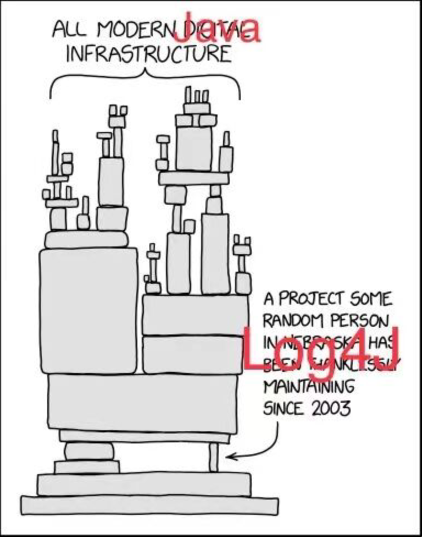 Java
ALL MODERN DIGITAL
INFRASTRUCTURE
A PROJECT SOME
RANDOM PERSON
IN NEBRASKA HAS
Log4J
BEEN THANKLESSLY
MAINTAINING
SINCE 2003